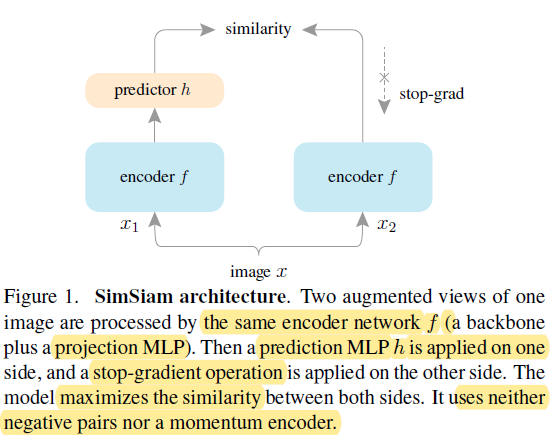 similarity
predictor h
stop-grad
encoder f
encoder f
x1
x2
image x
Figure 1. SimSiam architecture. Two augmented views of one
image are processed by the same encoder network f (a backbone
plus a projection MLP). Then a prediction MLP h is applied on one
side, and a stop-gradient operation is applied on the other side. The
model maximizes the similarity between both sides. It uses neither
negative pairs nor a momentum encoder.